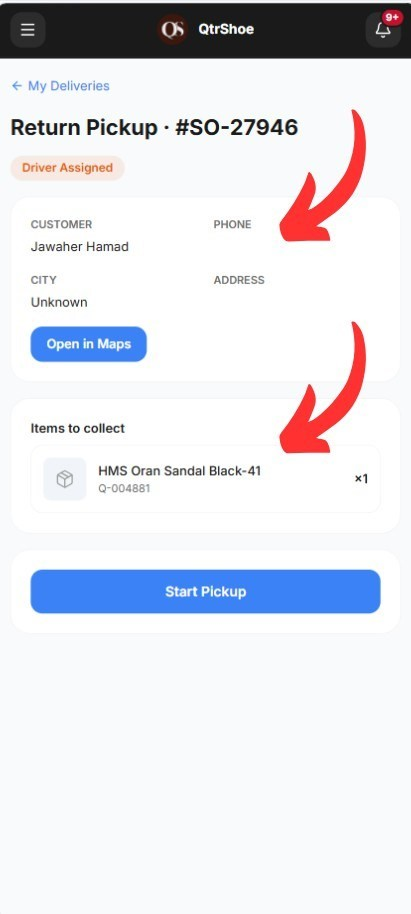 QS QtrShoe 9+
← My Deliveries
Return Pickup · #SO-27946
Driver Assigned
CUSTOMER PHONE
Jawaher Hamad
CITY ADDRESS
Unknown
Open in Maps
Items to collect
HMS Oran Sandal Black-41
Q-004881
×1
Start Pickup